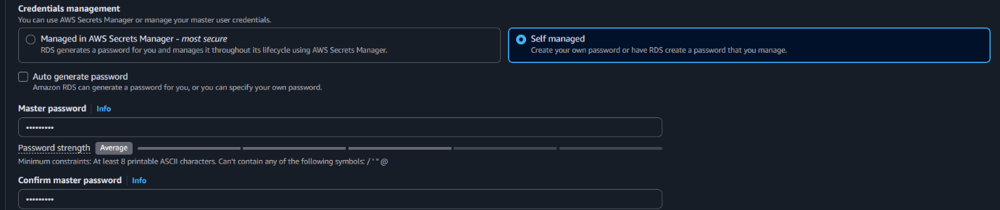 Credentials management
You can use AWS Secrets Manager or manage your master user credentials.
Managed in AWS Secrets Manager - most secure
RDS generates a password for you and manages it throughout its lifecycle using AWS Secrets Manager.
Self managed
Create your own password or have RDS create a password that you manage.
Auto generate password
Amazon RDS can generate a password for you, or you can specify your own password.
Master password Info
•••••••••
Password strength Average
Minimum constraints: At least 8 printable ASCII characters. Can't contain any of the following symbols: / ' " @
Confirm master password Info
•••••••••